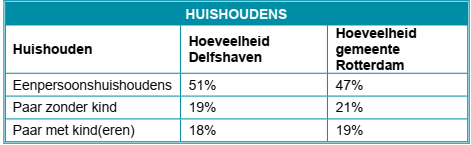 HUISHOUDENS
Huishouden Hoeveelheid Delfshaven Hoeveelheid gemeente Rotterdam
Eenpersoonshuishoudens 51% 47%
Paar zonder kind 19% 21%
Paar met kind(eren) 18% 19%